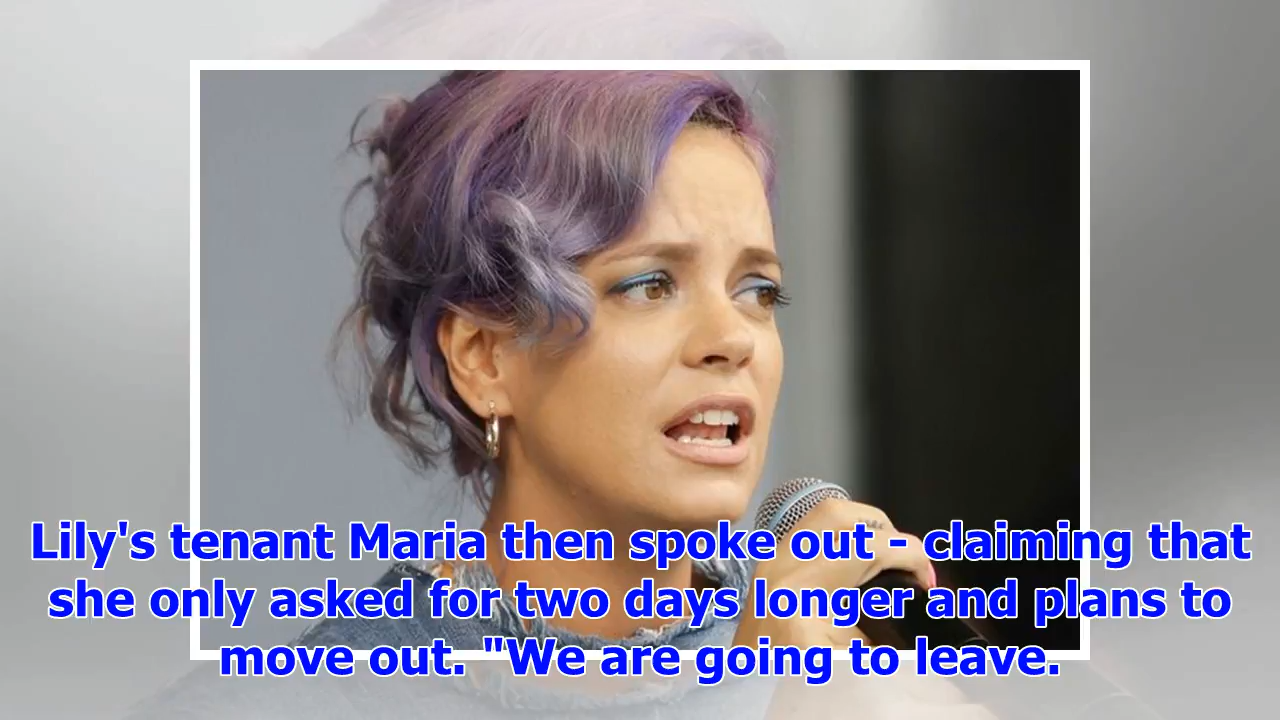 Lily's tenant Maria then spoke out - claiming that
she only asked for two days longer and plans to
move out. "We are going to leave.